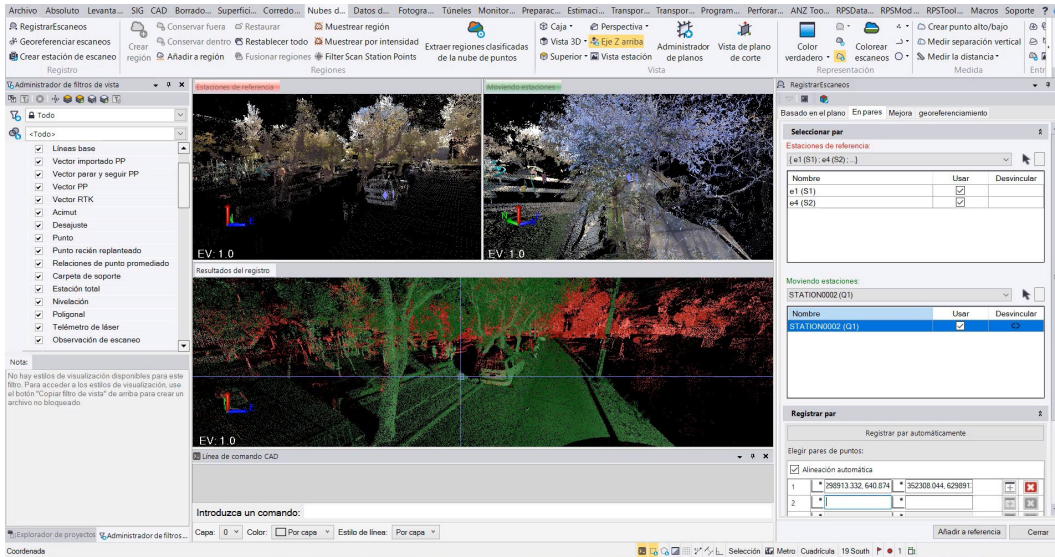 Archivo Absoluto Levanta... SIG CAD Borrado... Superfici... Corredo... Nubes d... Datos d... Fotogra... Túneles Monitor... Preparac... Estimaci... Transpor... Transpor... Program... Perforar... ANZ Too... RPSData... RPSMod... RPSTool... Macros Soporte ?
RegistrarEscaneos
Georeferenciar escaneos
Crear estación de escaneo
Registro
Crear región
Conservar fuera
Conservar dentro
Añadir a región
Restaurar
Restablecer todo
Fusionar regiones
Muestrear región
Muestrear por intensidad
Filter Scan Station Points
Extraer regiones clasificadas de la nube de puntos
Regiones
Caja
Vista 3D
Superior
Perspectiva
Eje Z arriba
Vista estación
Administrador de planos
Vista de plano de corte
Vista
Color verdadero
Colorear escaneos
Representación
Crear punto alto/bajo
Medir separación vertical
Medir la distancia
Medida
Entr
Administrador de filtros de vista
Todo
<Todo>
Líneas base
Vector importado PP
Vector parar y seguir PP
Vector PP
Vector RTK
Acimut
Desajuste
Punto
Punto recién replanteado
Relaciones de punto promediado
Carpeta de soporte
Estación total
Nivelación
Poligonal
Telémetro de láser
Observación de escaneo
Nota:
No hay estilos de visualización disponibles para este
filtro. Para acceder a los estilos de visualización, use
el botón "Copiar filtro de vista" de arriba para crear un
archivo no bloqueado.
Explorador de proyectos
Administrador de filtros...
Estaciones de referencia
EV: 1.0
Moviendo estaciones
EV: 1.0
Resultados del registro
EV: 1.0
Línea de comando CAD
Introduzca un comando:
Capa: 0 Color: Por capa Estilo de línea: Por capa
RegistrarEscaneos
Basado en el plano En pares Mejora georeferenciamiento
Seleccionar par
Estaciones de referencia:
{ e1 (S1) ; e4 (S2) ; ...}
Nombre Usar Desvincular
e1 (S1)
e4 (S2)
Moviendo estaciones:
STATION0002 (Q1)
Nombre Usar Desvincular
STATION0002 (Q1)
Registrar par
Registrar par automáticamente
Elegir pares de puntos:
Alineación automática
1 * 298913.332, 640.874 * 352308.044, 629891:
2 * *
Añadir a referencia Cerrar
Coordenada
Selección Metro Cuadrícula 19 South 1